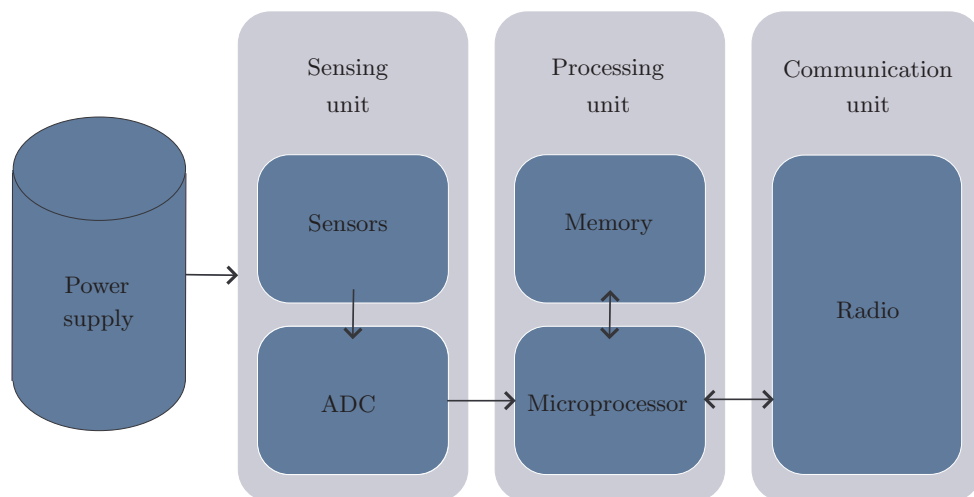 Power
supply
Sensing
unit
Sensors
ADC
Processing
unit
Memory
Microprocessor
Communication
unit
Radio